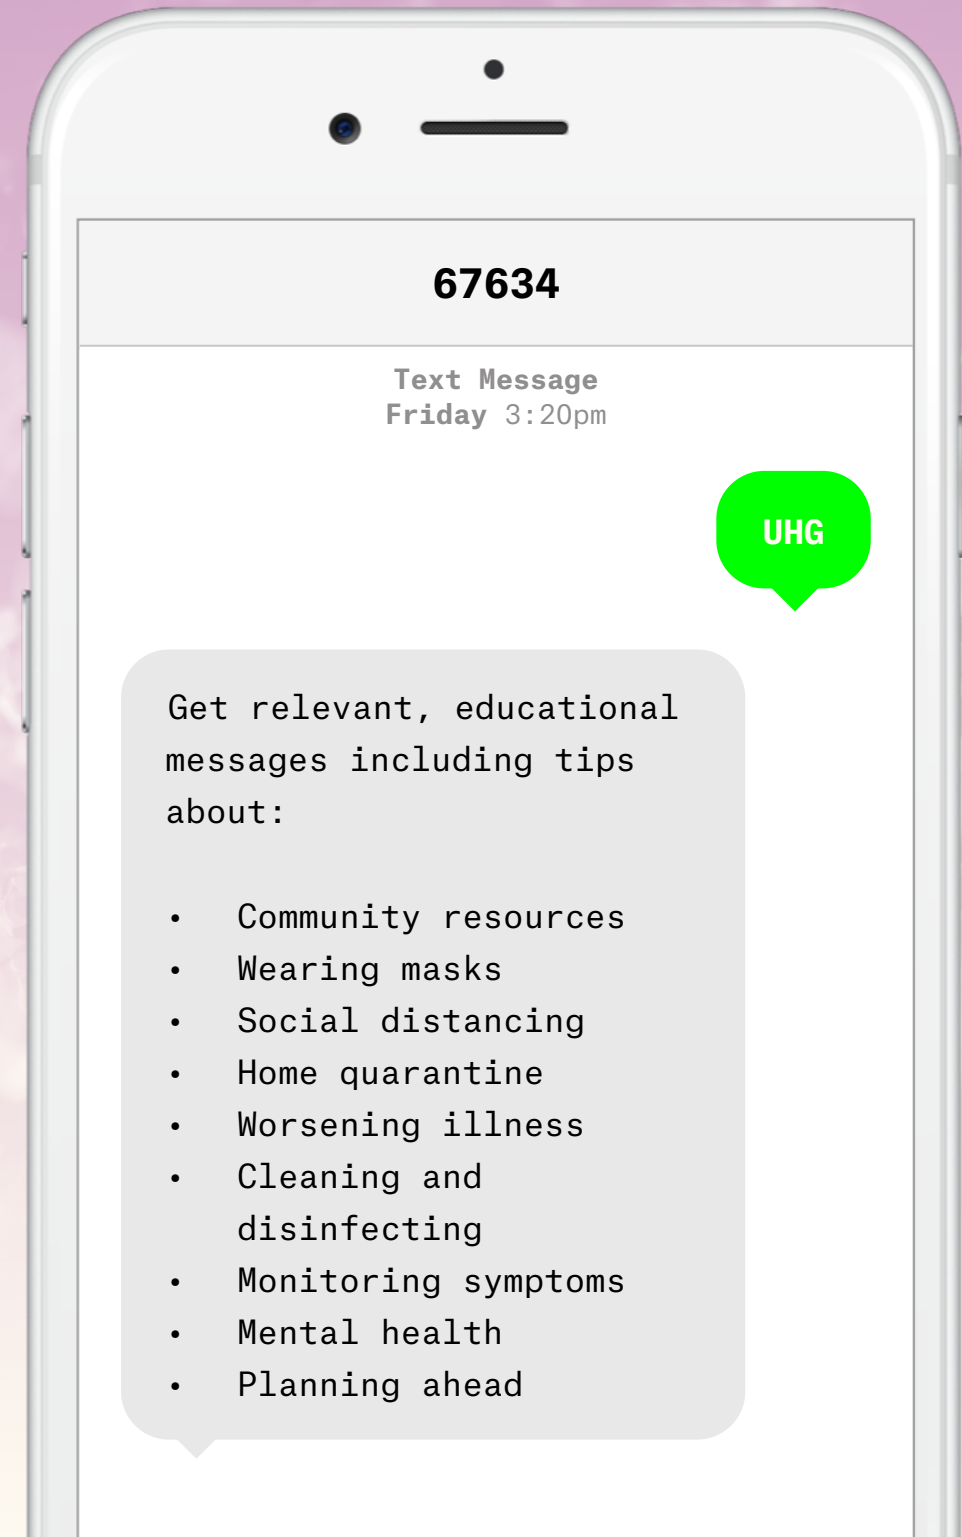 67634
Text Message
Friday 3:20pm
UHG
Get relevant, educational
messages including tips
about:
• Community resources
• Wearing masks
• Social distancing
• Home quarantine
• Worsening illness
• Cleaning and
disinfecting
• Monitoring symptoms
• Mental health
• Planning ahead